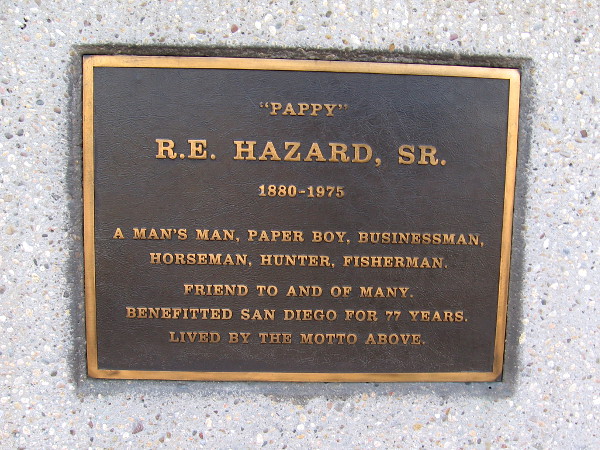 "PAPPY"
R.E. HAZARD, SR.
1880-1975
A MAN'S MAN, PAPER BOY, BUSINESSMAN,
HORSEMAN, HUNTER, FISHERMAN.
FRIEND TO AND OF MANY.
BENEFITTED SAN DIEGO FOR 77 YEARS.
LIVED BY THE MOTTO ABOVE.